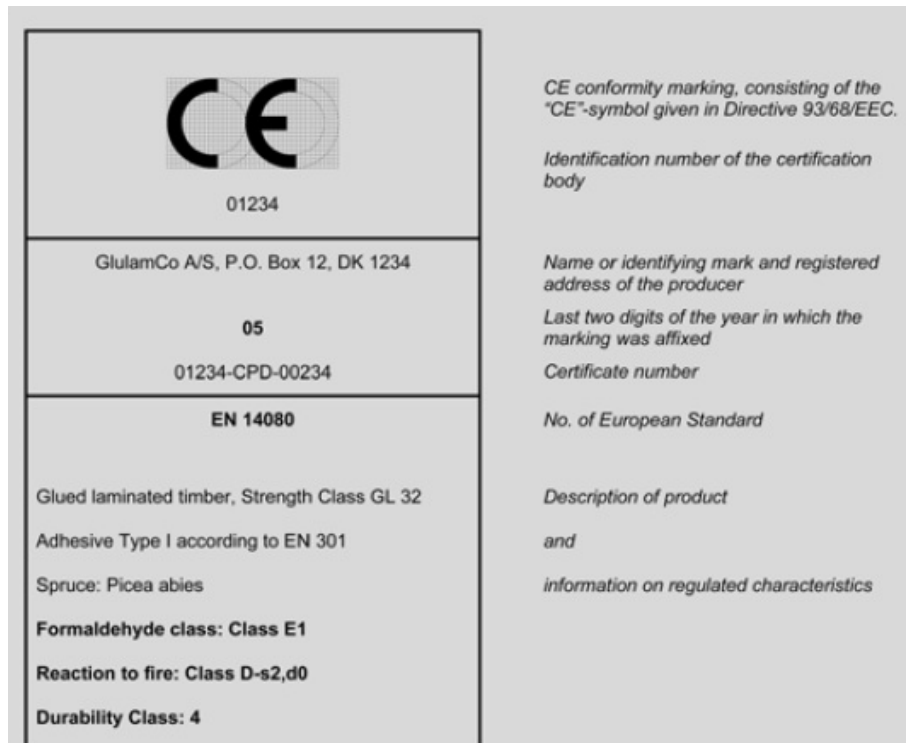 CE
CE conformity marking, consisting of the
"CE"-symbol given in Directive 93/68/EEC.
Identification number of the certification
body
01234
GlulamCo A/S, P.O. Box 12, DK 1234
Name or identifying mark and registered
address of the producer
05
Last two digits of the year in which the
marking was affixed
01234-CPD-00234
Certificate number
EN 14080
No. of European Standard
Glued laminated timber, Strength Class GL 32
Description of product
Adhesive Type I according to EN 301
and
Spruce: Picea abies
information on regulated characteristics
Formaldehyde class: Class E1
Reaction to fire: Class D-s2,d0
Durability Class: 4